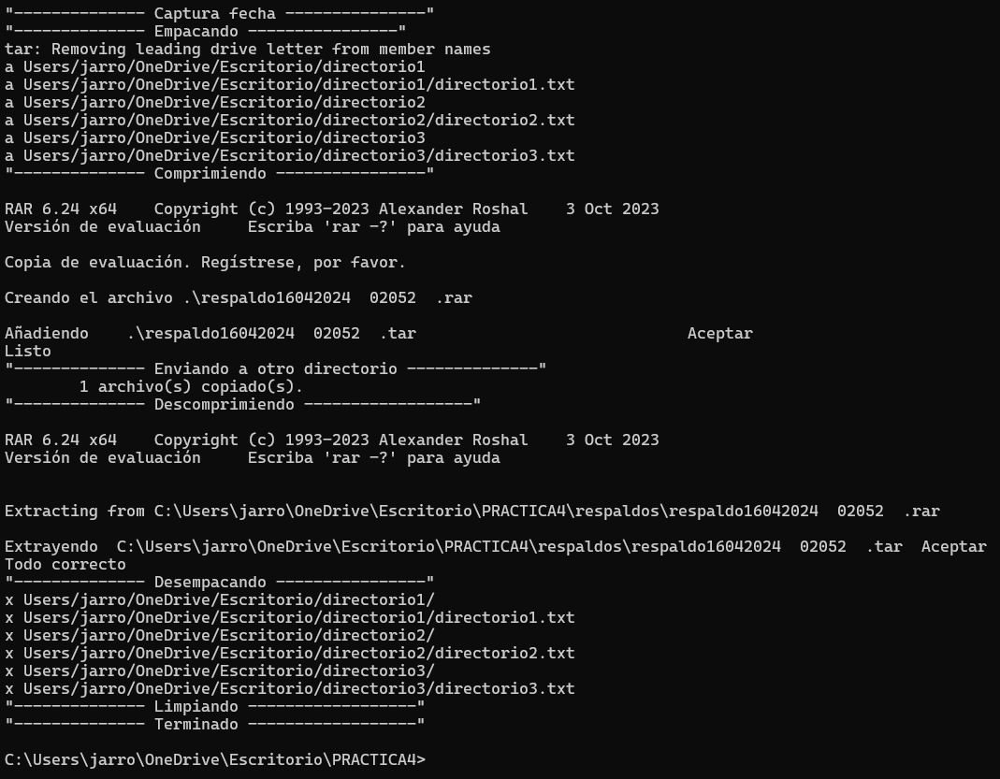 "-------------- Captura fecha ---------------"
"-------------- Empacando ----------------"
tar: Removing leading drive letter from member names
a Users/jarro/OneDrive/Escritorio/directorio1
a Users/jarro/OneDrive/Escritorio/directorio1/directorio1.txt
a Users/jarro/OneDrive/Escritorio/directorio2
a Users/jarro/OneDrive/Escritorio/directorio2/directorio2.txt
a Users/jarro/OneDrive/Escritorio/directorio3
a Users/jarro/OneDrive/Escritorio/directorio3/directorio3.txt
"-------------- Comprimiendo ----------------"
RAR 6.24 x64    Copyright (c) 1993-2023 Alexander Roshal    3 Oct 2023
Versión de evaluación     Escriba 'rar -?' para ayuda
Copia de evaluación. Regístrese, por favor.
Creando el archivo .\respaldo16042024  02052  .rar
Añadiendo    .\respaldo16042024  02052  .tar                             Aceptar
Listo
"-------------- Enviando a otro directorio --------------"
        1 archivo(s) copiado(s).
"-------------- Descomprimiendo ------------------"
RAR 6.24 x64    Copyright (c) 1993-2023 Alexander Roshal    3 Oct 2023
Versión de evaluación     Escriba 'rar -?' para ayuda
Extracting from C:\Users\jarro\OneDrive\Escritorio\PRACTICA4\respaldos\respaldo16042024  02052  .rar
Extrayendo  C:\Users\jarro\OneDrive\Escritorio\PRACTICA4\respaldos\respaldo16042024  02052  .tar  Aceptar
Todo correcto
"-------------- Desempacando ----------------"
x Users/jarro/OneDrive/Escritorio/directorio1/
x Users/jarro/OneDrive/Escritorio/directorio1/directorio1.txt
x Users/jarro/OneDrive/Escritorio/directorio2/
x Users/jarro/OneDrive/Escritorio/directorio2/directorio2.txt
x Users/jarro/OneDrive/Escritorio/directorio3/
x Users/jarro/OneDrive/Escritorio/directorio3/directorio3.txt
"-------------- Limpiando ------------------"
"-------------- Terminado ------------------"
C:\Users\jarro\OneDrive\Escritorio\PRACTICA4>